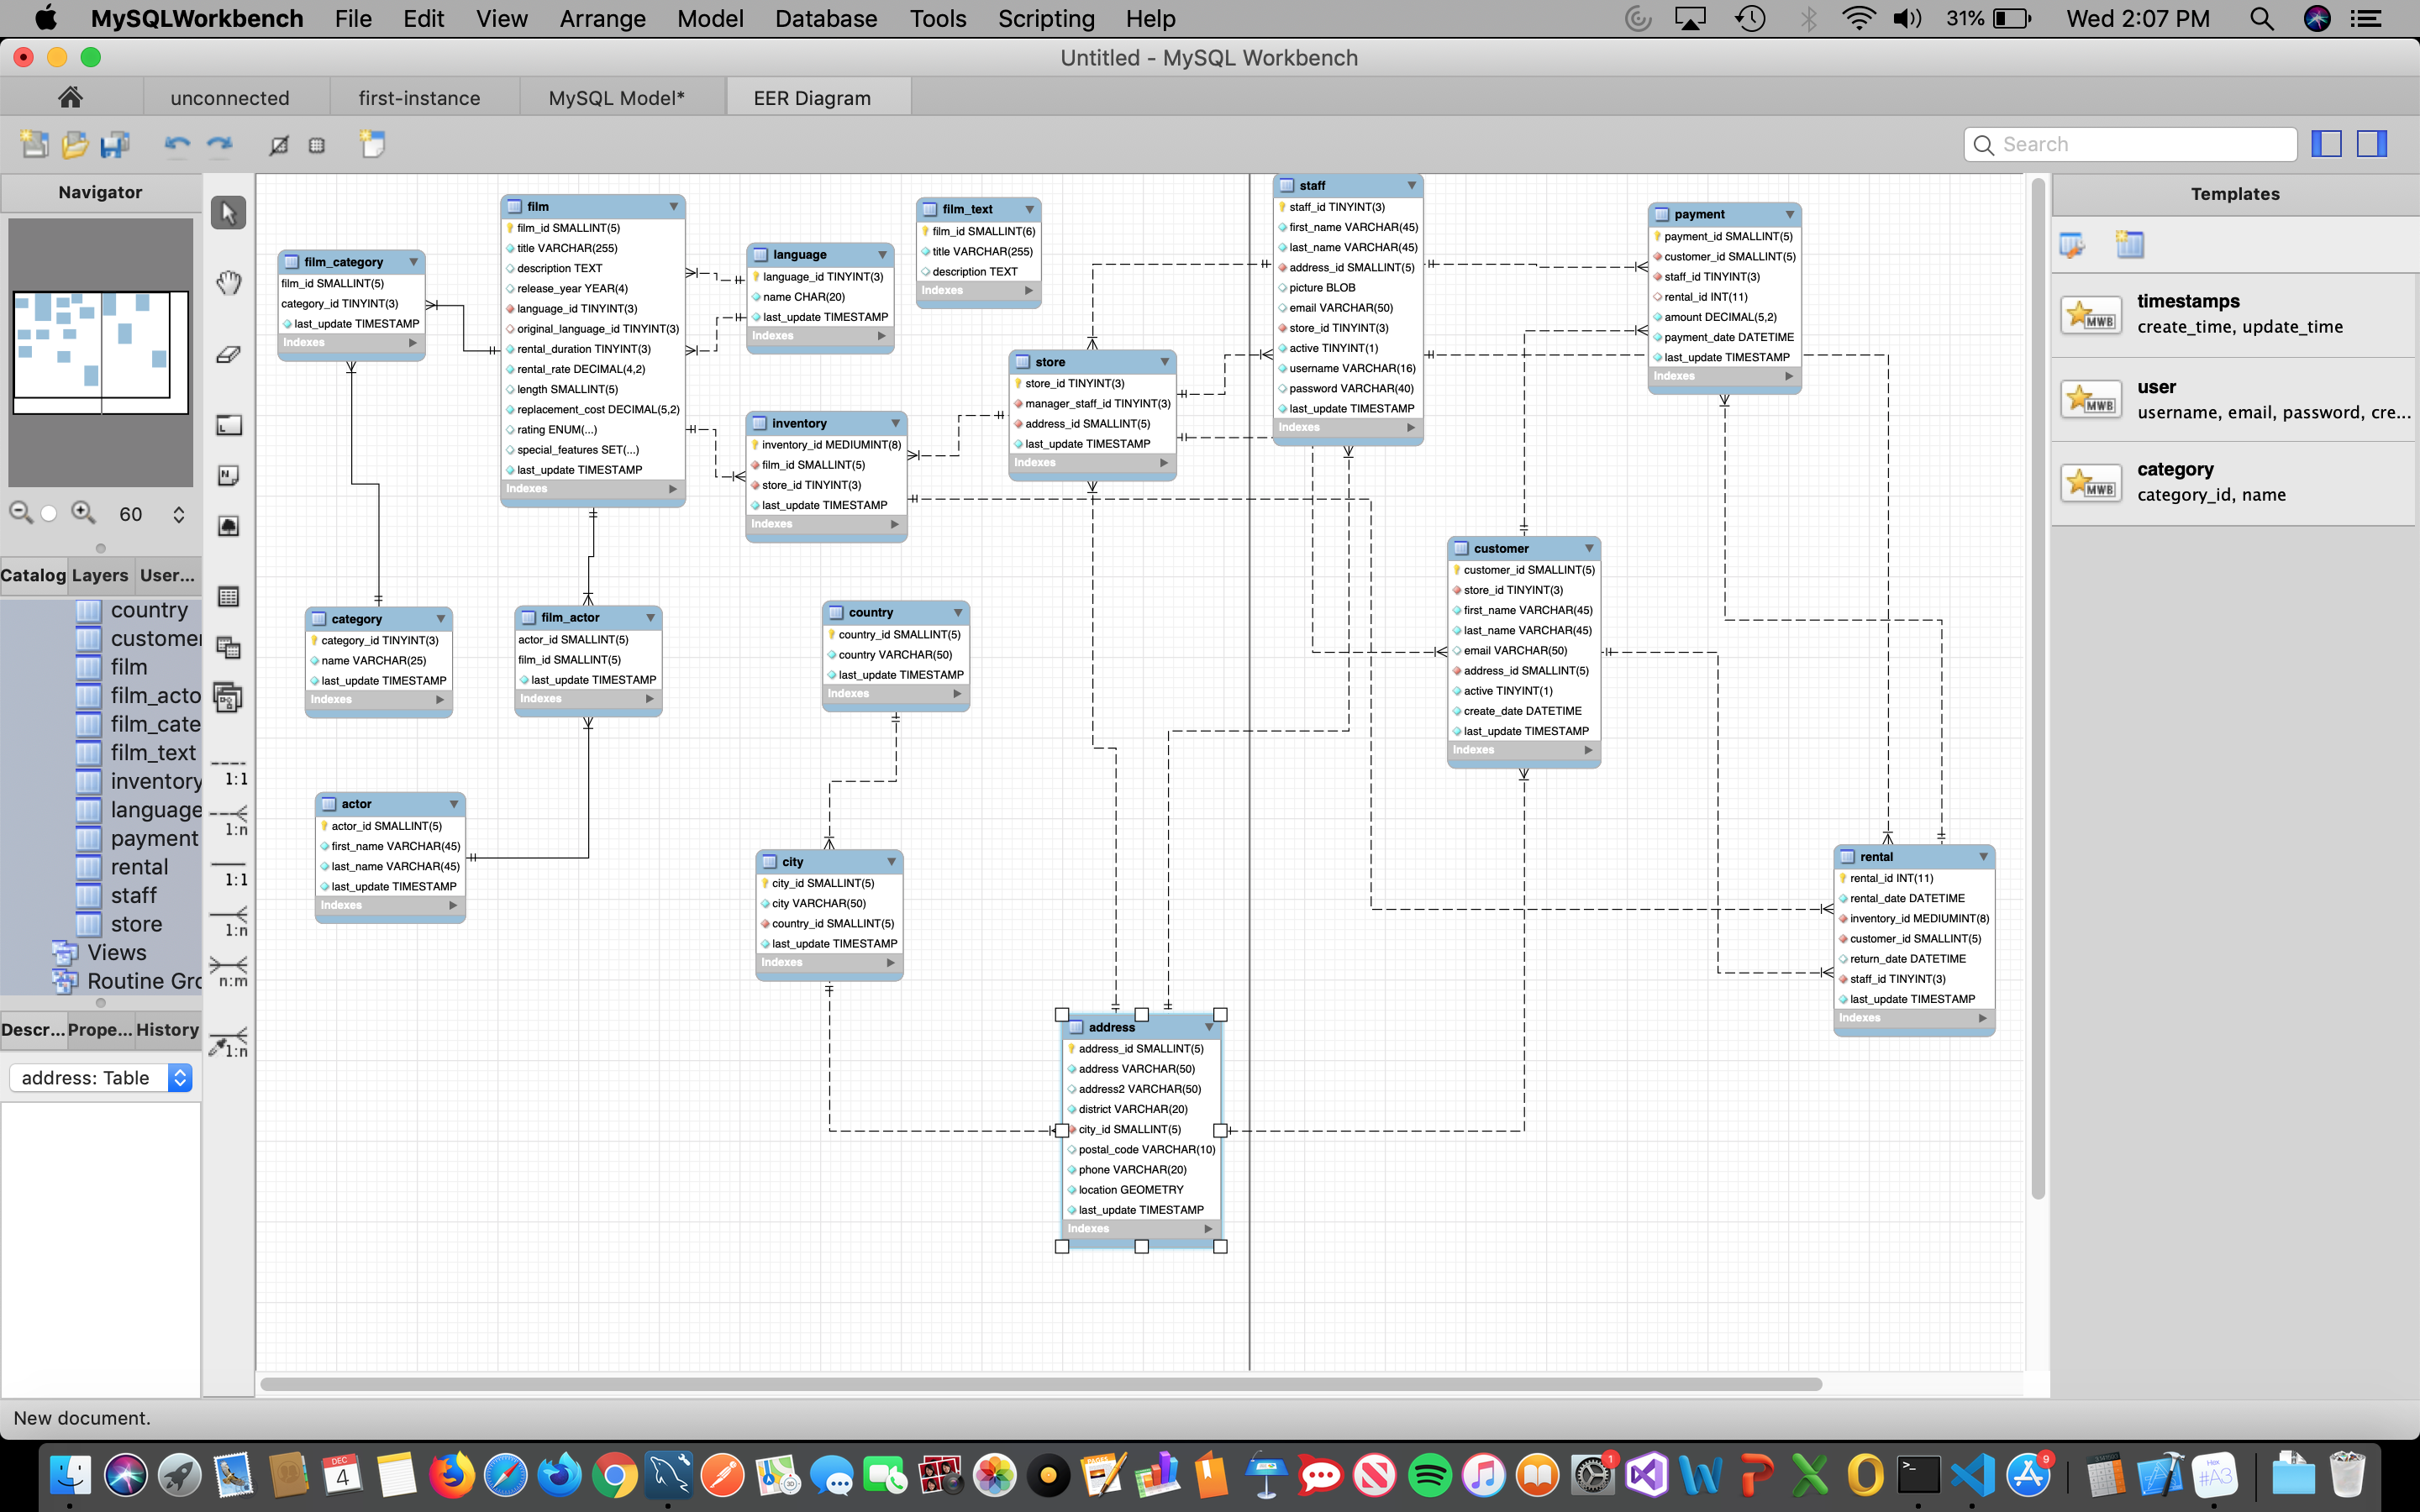 MySQLWorkbench File Edit View Arrange Model Database Tools Scripting Help 31% Wed 2:07 PM
Untitled - MySQL Workbench
unconnected first-instance MySQL Model* EER Diagram
Search
Navigator
60
Catalog Layers User...
country
custome
film
film_acto
film_cate
film_text
inventory
language
payment
rental
staff
store
Views
Routine Gro
Descr... Prope... History
address: Table
1:1
1:n
1:1
1:n
n:m
1:n
film_category
film_id SMALLINT(5)
category_id TINYINT(3)
last_update TIMESTAMP
Indexes
film
film_id SMALLINT(5)
title VARCHAR(255)
description TEXT
release_year YEAR(4)
language_id TINYINT(3)
original_language_id TINYINT(3)
rental_duration TINYINT(3)
rental_rate DECIMAL(4,2)
length SMALLINT(5)
replacement_cost DECIMAL(5,2)
rating ENUM(...)
special_features SET(...)
last_update TIMESTAMP
Indexes
language
language_id TINYINT(3)
name CHAR(20)
last_update TIMESTAMP
Indexes
film_text
film_id SMALLINT(6)
title VARCHAR(255)
description TEXT
Indexes
inventory
inventory_id MEDIUMINT(8)
film_id SMALLINT(5)
store_id TINYINT(3)
last_update TIMESTAMP
Indexes
store
store_id TINYINT(3)
manager_staff_id TINYINT(3)
address_id SMALLINT(5)
last_update TIMESTAMP
Indexes
staff
staff_id TINYINT(3)
first_name VARCHAR(45)
last_name VARCHAR(45)
address_id SMALLINT(5)
picture BLOB
email VARCHAR(50)
store_id TINYINT(3)
active TINYINT(1)
username VARCHAR(16)
password VARCHAR(40)
last_update TIMESTAMP
Indexes
payment
payment_id SMALLINT(5)
customer_id SMALLINT(5)
staff_id TINYINT(3)
rental_id INT(11)
amount DECIMAL(5,2)
payment_date DATETIME
last_update TIMESTAMP
Indexes
category
category_id TINYINT(3)
name VARCHAR(25)
last_update TIMESTAMP
Indexes
film_actor
actor_id SMALLINT(5)
film_id SMALLINT(5)
last_update TIMESTAMP
Indexes
country
country_id SMALLINT(5)
country VARCHAR(50)
last_update TIMESTAMP
Indexes
customer
customer_id SMALLINT(5)
store_id TINYINT(3)
first_name VARCHAR(45)
last_name VARCHAR(45)
email VARCHAR(50)
address_id SMALLINT(5)
active TINYINT(1)
create_date DATETIME
last_update TIMESTAMP
Indexes
actor
actor_id SMALLINT(5)
first_name VARCHAR(45)
last_name VARCHAR(45)
last_update TIMESTAMP
Indexes
city
city_id SMALLINT(5)
city VARCHAR(50)
country_id SMALLINT(5)
last_update TIMESTAMP
Indexes
rental
rental_id INT(11)
rental_date DATETIME
inventory_id MEDIUMINT(8)
customer_id SMALLINT(5)
return_date DATETIME
staff_id TINYINT(3)
last_update TIMESTAMP
Indexes
address
address_id SMALLINT(5)
address VARCHAR(50)
address2 VARCHAR(50)
district VARCHAR(20)
city_id SMALLINT(5)
postal_code VARCHAR(10)
phone VARCHAR(20)
location GEOMETRY
last_update TIMESTAMP
Indexes
Templates
MWB
timestamps
create_time, update_time
MWB
user
username, email, password, cre...
MWB
category
category_id, name
New document.
DEC
4
PAGES
1
9
Hex
#A3